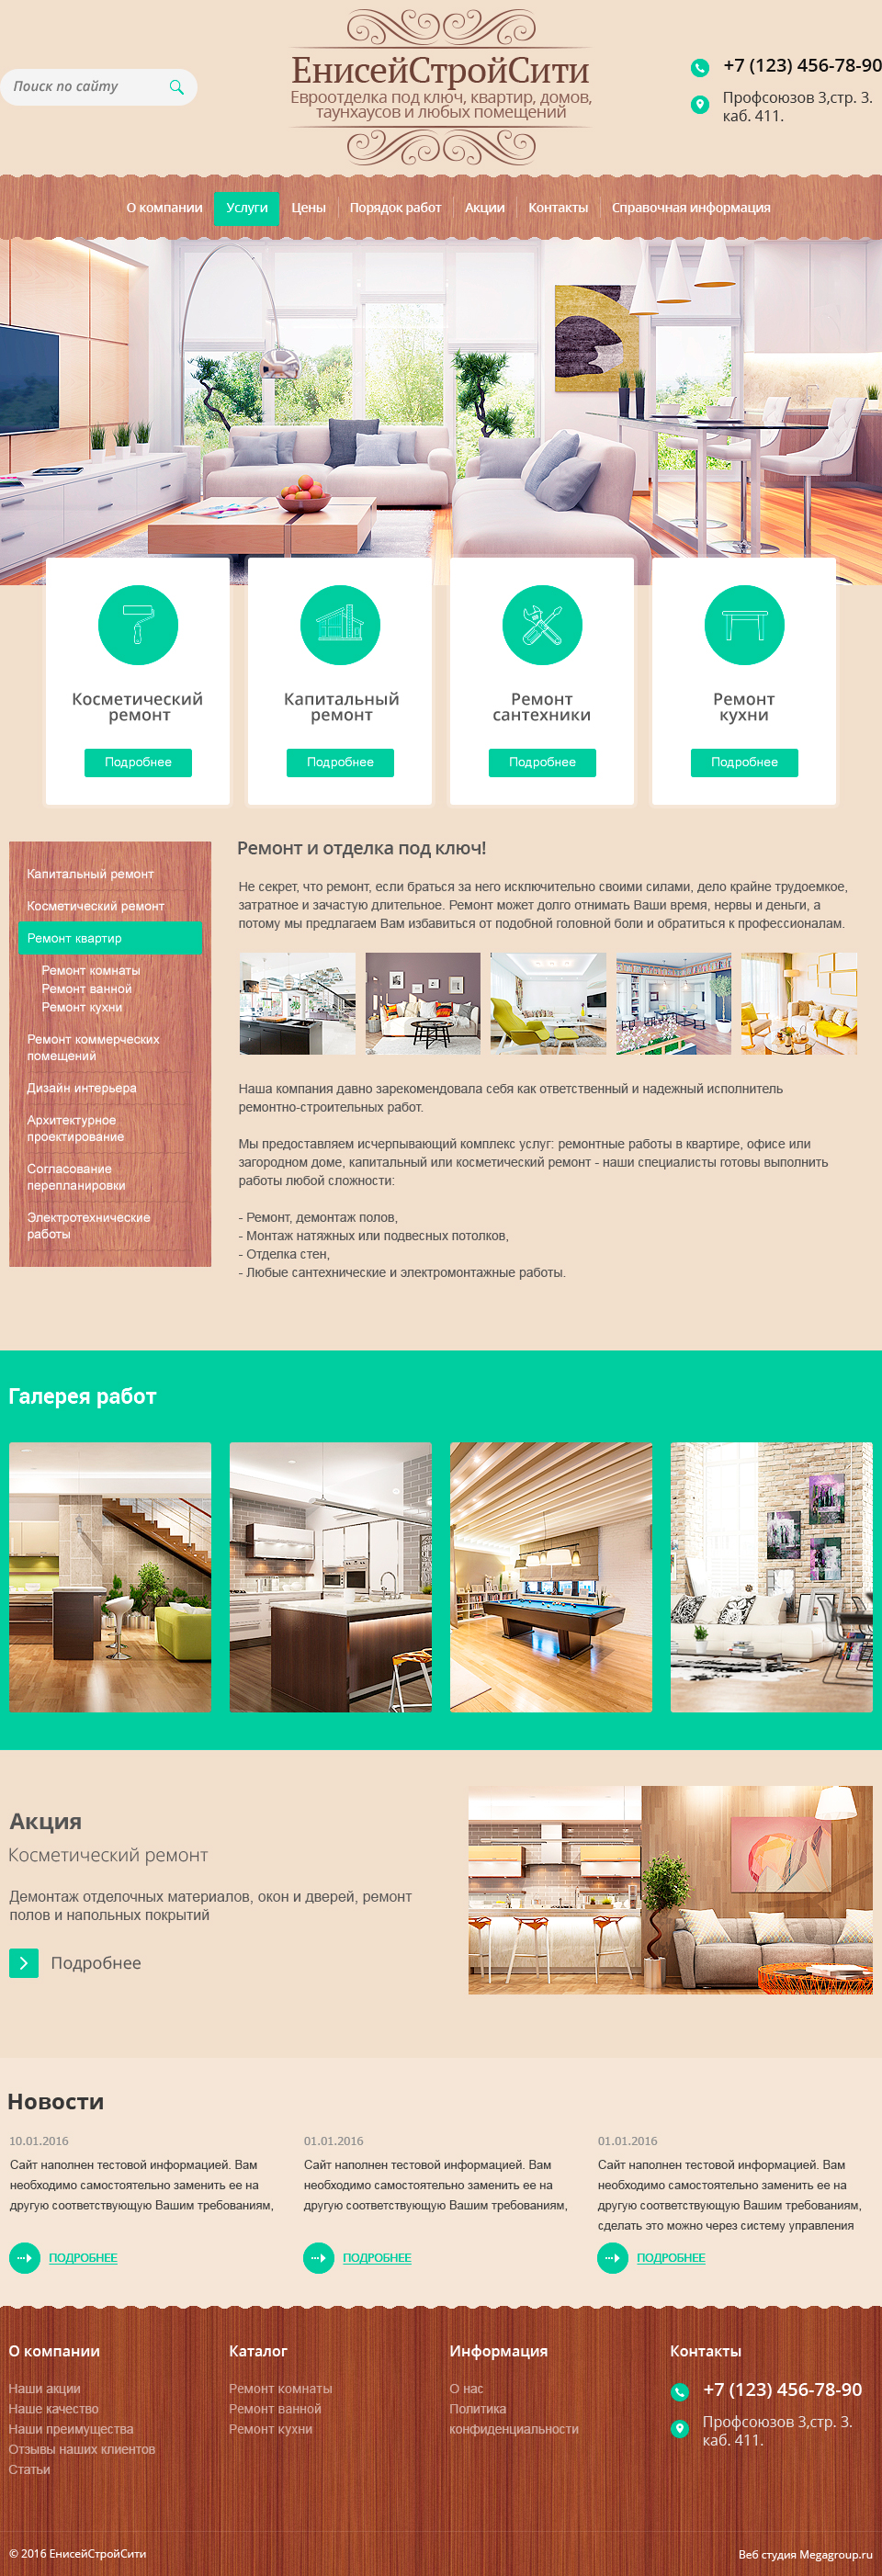 Поиск по сайту
ЕнисейСтройСити
Евроотделка под ключ, квартир, домов,
таунхаусов и любых помещений
+7 (123) 456-78-90
Профсоюзов 3,стр. 3.
каб. 411.
О компании
Услуги
Цены
Порядок работ
Акции
Контакты
Справочная информация
Косметический
ремонт
Подробнее
Капитальный
ремонт
Подробнее
Ремонт
сантехники
Подробнее
Ремонт
кухни
Подробнее
Капитальный ремонт
Косметический ремонт
Ремонт квартир
Ремонт комнаты
Ремонт ванной
Ремонт кухни
Ремонт коммерческих
помещений
Дизайн интерьера
Архитектурное
проектирование
Согласование
перепланировки
Электротехнические
работы
Ремонт и отделка под ключ!
Не секрет, что ремонт, если браться за него исключительно своими силами, дело крайне трудоемкое,
затратное и зачастую длительное. Ремонт может долго отнимать Ваши время, нервы и деньги, а
потому мы предлагаем Вам избавиться от подобной головной боли и обратиться к профессионалам.
Наша компания давно зарекомендовала себя как ответственный и надежный исполнитель
ремонтно-строительных работ.
Мы предоставляем исчерпывающий комплекс услуг: ремонтные работы в квартире, офисе или
загородном доме, капитальный или косметический ремонт - наши специалисты готовы выполнить
работы любой сложности:
- Ремонт, демонтаж полов,
- Монтаж натяжных или подвесных потолков,
- Отделка стен,
- Любые сантехнические и электромонтажные работы.
Галерея работ
Акция
Косметический ремонт
Демонтаж отделочных материалов, окон и дверей, ремонт
полов и напольных покрытий
Подробнее
Новости
10.01.2016
Сайт наполнен тестовой информацией. Вам
необходимо самостоятельно заменить ее на
другую соответствующую Вашим требованиям,
ПОДРОБНЕЕ
01.01.2016
Сайт наполнен тестовой информацией. Вам
необходимо самостоятельно заменить ее на
другую соответствующую Вашим требованиям,
ПОДРОБНЕЕ
01.01.2016
Сайт наполнен тестовой информацией. Вам
необходимо самостоятельно заменить ее на
другую соответствующую Вашим требованиям,
сделать это можно через систему управления
ПОДРОБНЕЕ
О компании
Наши акции
Наше качество
Наши преимущества
Отзывы наших клиентов
Статьи
Каталог
Ремонт комнаты
Ремонт ванной
Ремонт кухни
Информация
О нас
Политика
конфиденциальности
Контакты
+7 (123) 456-78-90
Профсоюзов 3,стр. 3.
каб. 411.
© 2016 ЕнисейСтройСити
Веб студия Megagroup.ru